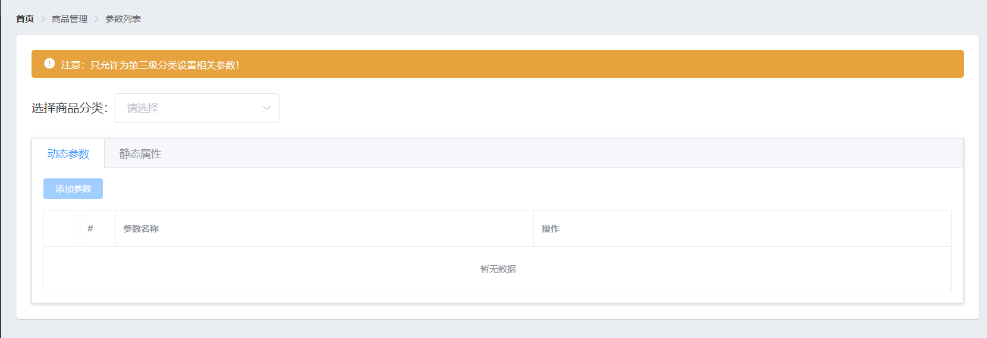 首页 > 商品管理 > 参数列表
注意：只允许为第三级分类设置相关参数!
选择商品分类： 请选择
动态参数 静态属性
添加参数
# 参数名称 操作
暂无数据